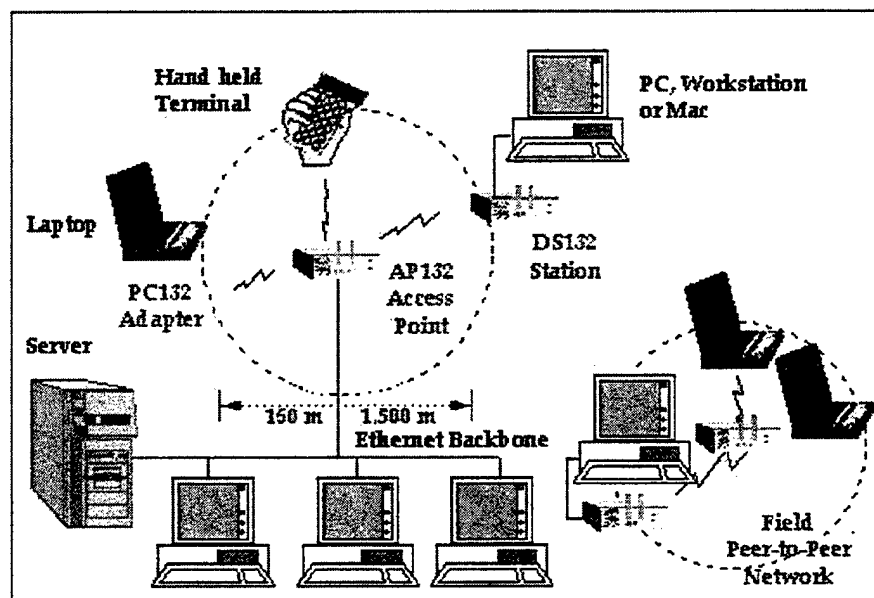 Hand held
Terminal
PC, Workstation
or Mac
Laptop
PC132
Adapter
AP132
Access
Point
DS132
Station
Server
150 m
1,500 m
Ethernet Backbone
Field
Peer-to-Peer
Network